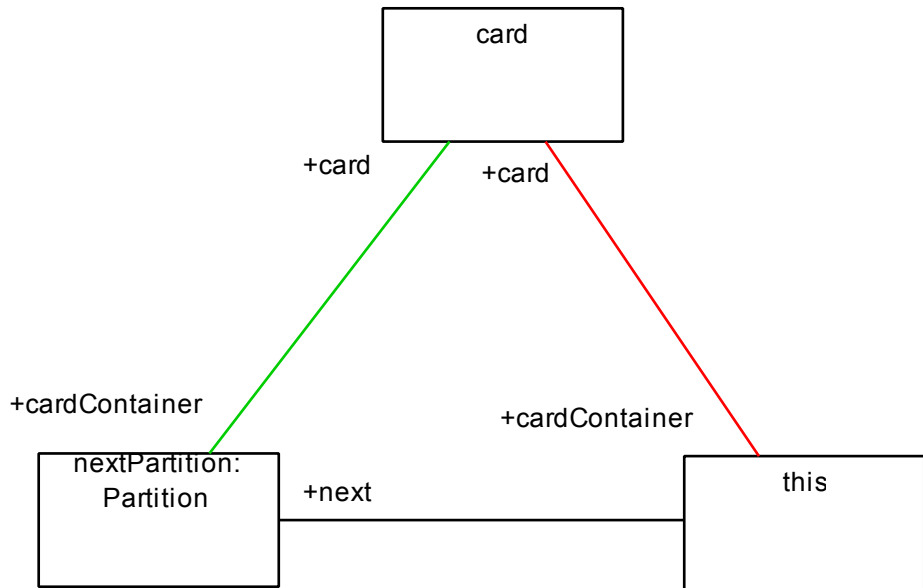 card
+card
+card
+cardContainer
+cardContainer
nextPartition:
Partition
+next
this